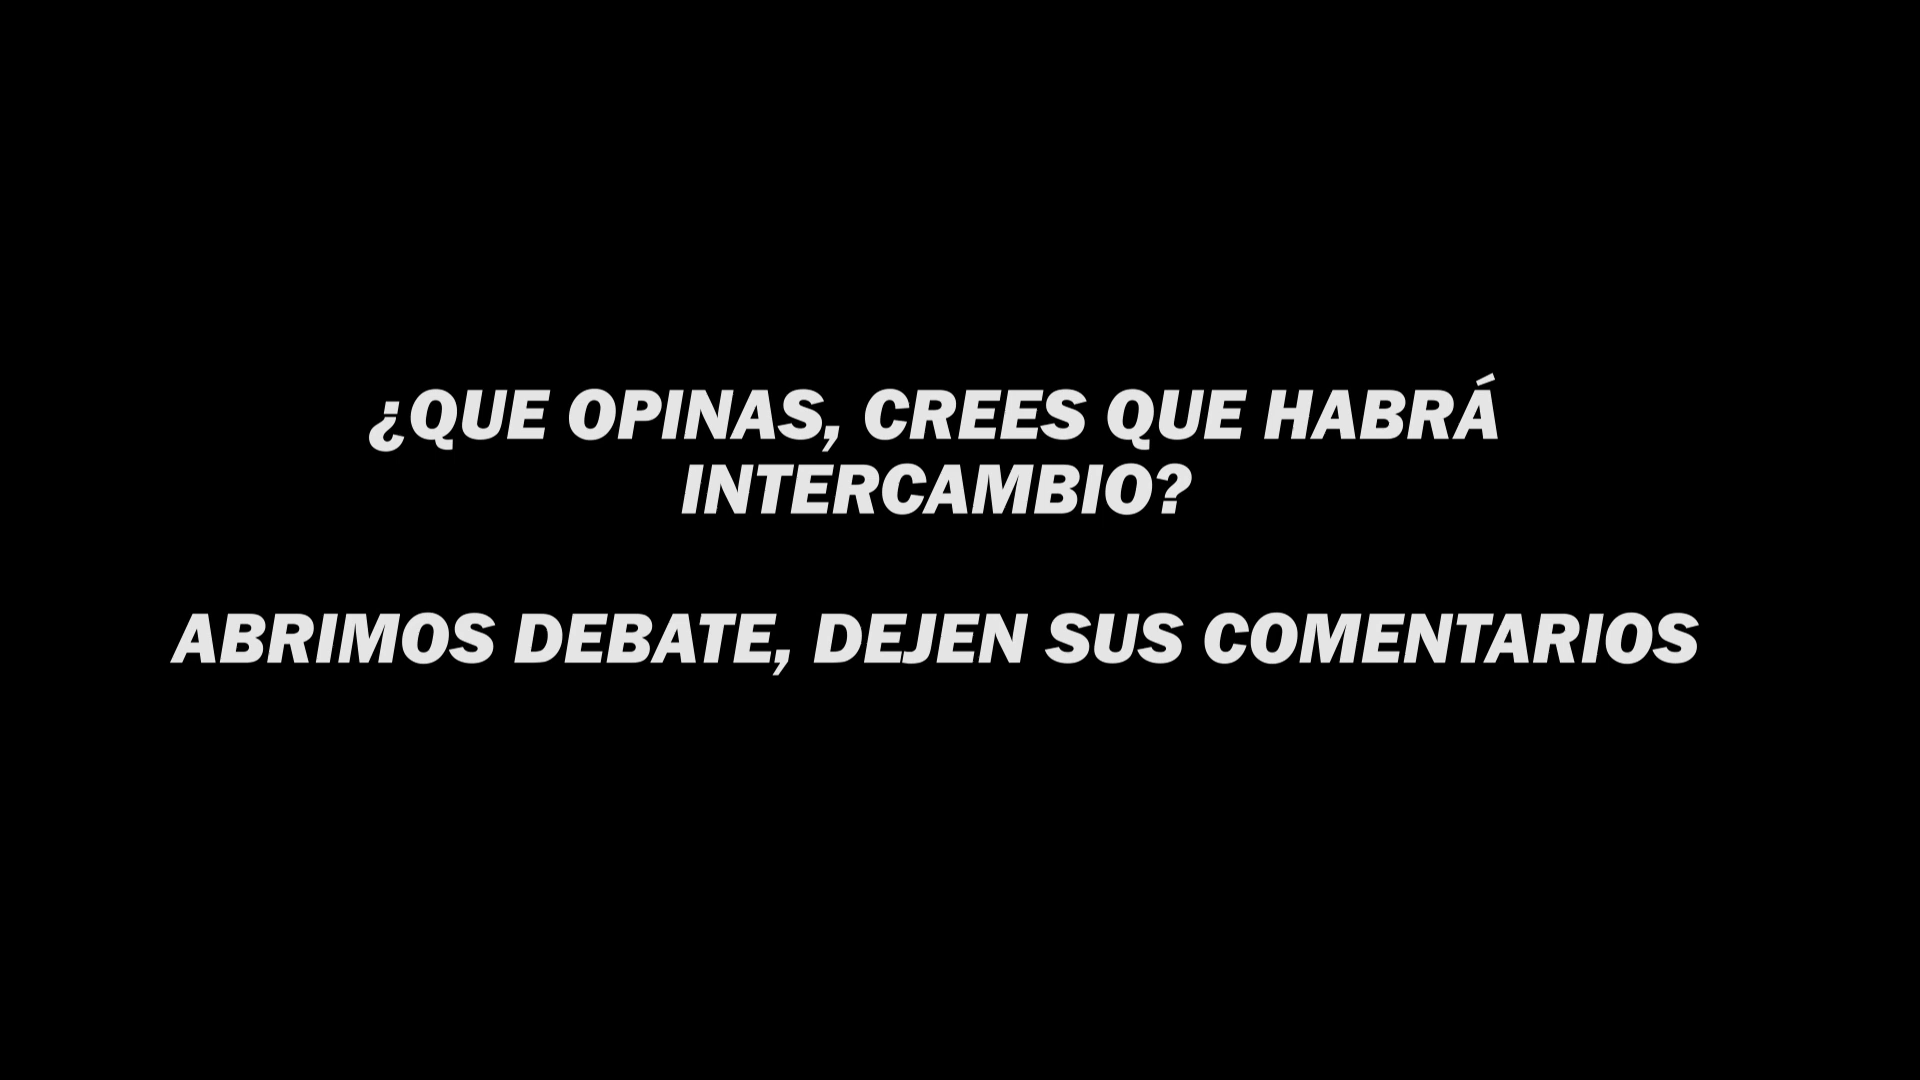 ¿QUE OPINAS, CREES QUE HABRÁ
INTERCAMBIO?
ABRIMOS DEBATE, DEJEN SUS COMENTARIOS